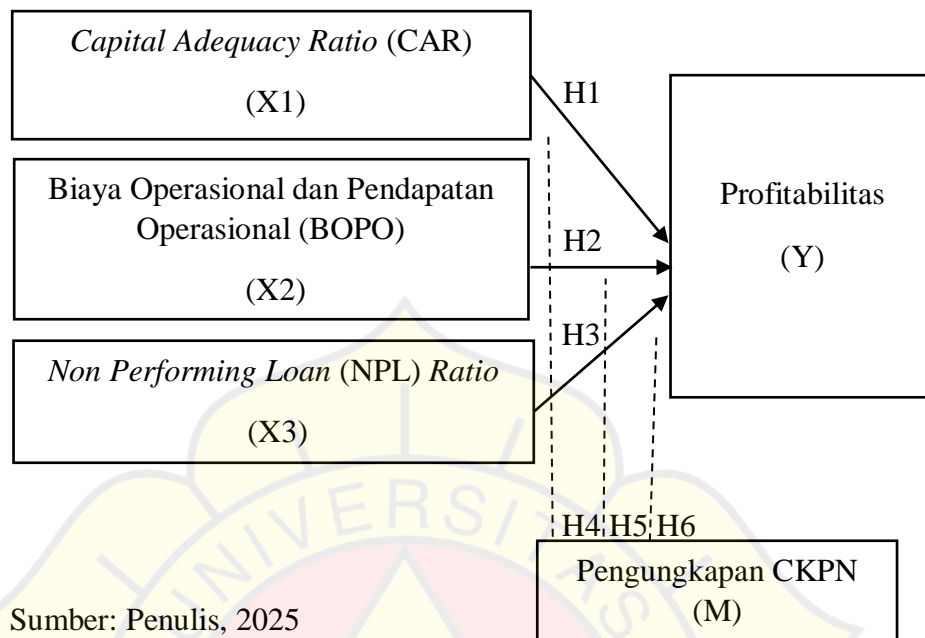 Capital Adequacy Ratio (CAR)
(X1)
H1
Biaya Operasional dan Pendapatan
Operasional (BOPO)
(X2)
H2
Profitabilitas
(Y)
H3
Non Performing Loan (NPL) Ratio
(X3)
H4 H5 H6
Pengungkapan CKPN
(M)
UNIVERSITAS
Sumber: Penulis, 2025